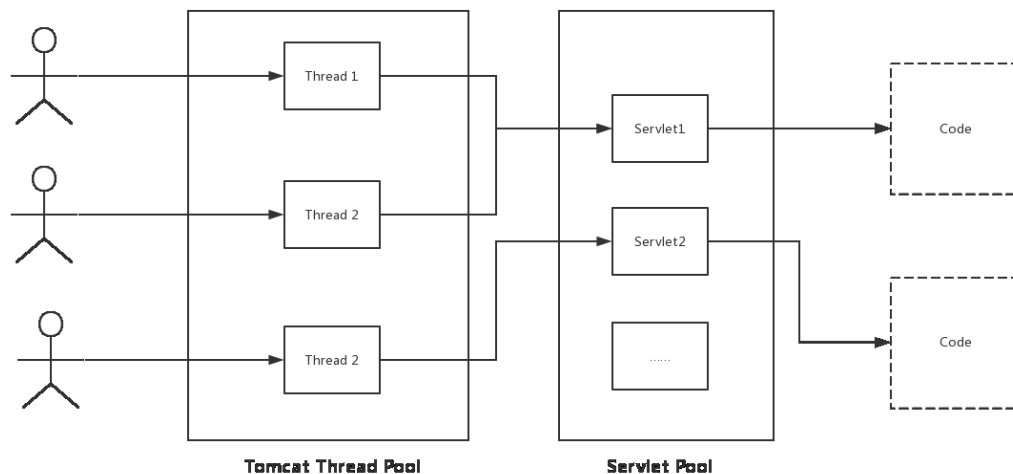 Thread 1
Servlet1
Code
Thread 2
Servlet2
Thread 2
......
Code
Tomcat Thread Pool
Servlet Pool